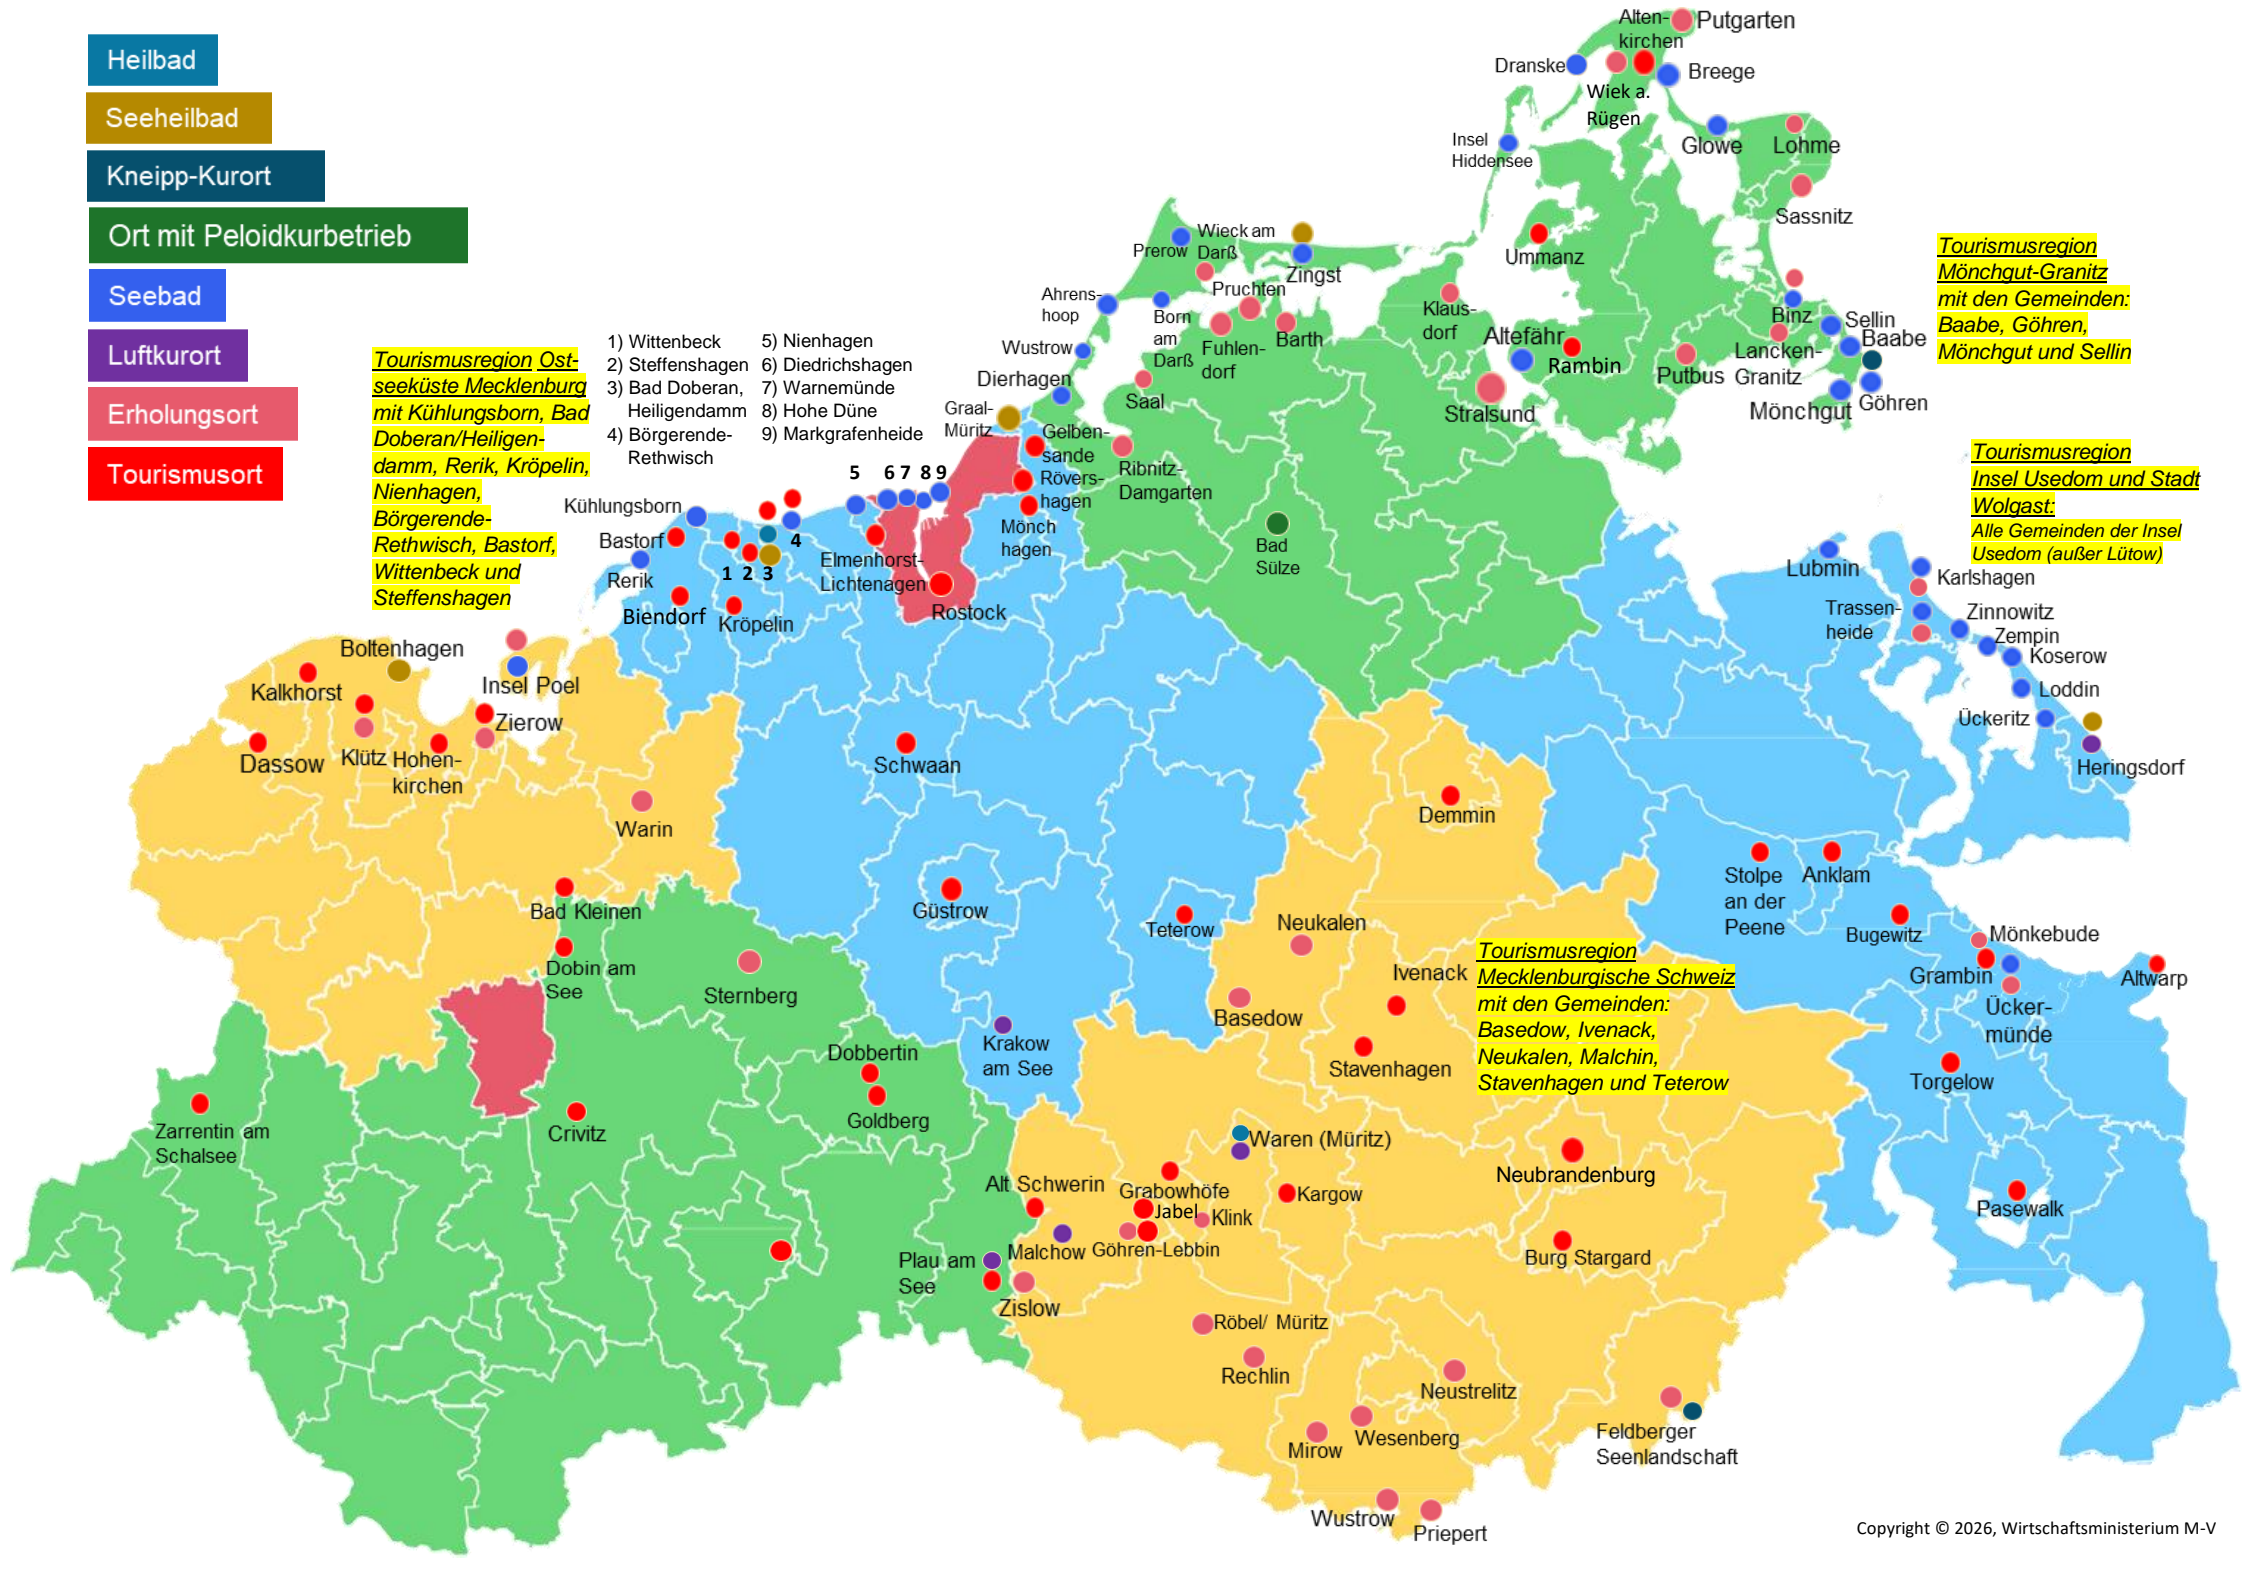 Heilbad
Seeheilbad
Kneipp-Kurort
Ort mit Peloidkurbetrieb
Seebad
Luftkurort
Erholungsort
Tourismusort
Tourismusregion Ost-
seeküste Mecklenburg
mit Kühlungsborn, Bad
Doberan/Heiligen-
damm, Rerik, Kröpelin,
Nienhagen,
Börgerende-
Rethwisch, Bastorf,
Wittenbeck und
Steffenshagen
1) Wittenbeck
2) Steffenshagen
3) Bad Doberan,
Heiligendamm
4) Börgerende-
Rethwisch
5) Nienhagen
6) Diedrichshagen
7) Warnemünde
8) Hohe Düne
9) Markgrafenheide
Tourismusregion
Mönchgut-Granitz
mit den Gemeinden:
Baabe, Göhren,
Mönchgut und Sellin
Tourismusregion
Insel Usedom und Stadt
Wolgast:
Alle Gemeinden der Insel
Usedom (außer Lütow)
Tourismusregion
Mecklenburgische Schweiz
mit den Gemeinden:
Basedow, Ivenack,
Neukalen, Malchin,
Stavenhagen und Teterow
Alten-
kirchen
Putgarten
Dranske
Breege
Wiek a.
Rügen
Insel
Hiddensee
Glowe
Lohme
Sassnitz
Ummanz
Prerow
Wieck am
Darß
Zingst
Pruchten
Ahrens-
hoop
Born
am
Darß
Fuhlen-
dorf
Barth
Klaus-
dorf
Altefähr
Rambin
Binz
Sellin
Baabe
Lancken-
Granitz
Putbus
Mönchgut
Göhren
Stralsund
Wustrow
Dierhagen
Saal
Graal-
Müritz
Gelben-
sande
Rövers-
hagen
Mönch
hagen
Ribnitz-
Damgarten
Bad
Sülze
5
6
7
8
9
Kühlungsborn
Bastorf
Rerik
1
2
3
4
Elmenhorst-
Lichtenagen
Rostock
Biendorf
Kröpelin
Lubmin
Karlshagen
Trassen-
heide
Zinnowitz
Zempin
Koserow
Loddin
Ückeritz
Heringsdorf
Boltenhagen
Insel Poel
Kalkhorst
Zierow
Dassow
Klütz
Hohen-
kirchen
Warin
Schwaan
Demmin
Stolpe
an der
Peene
Anklam
Bugewitz
Mönkebude
Grambin
Altwarp
Ücker-
münde
Torgelow
Pasewalk
Bad Kleinen
Dobin am
See
Sternberg
Güstrow
Teterow
Neukalen
Ivenack
Basedow
Stavenhagen
Krakow
am See
Dobbertin
Goldberg
Zarrentin am
Schalsee
Crivitz
Waren (Müritz)
Neubrandenburg
Alt Schwerin
Grabowhöfe
Jabel
Klink
Kargow
Malchow
Göhren-Lebbin
Burg Stargard
Plau am
See
Zislow
Röbel/ Müritz
Rechlin
Neustrelitz
Mirow
Wesenberg
Feldberger
Seenlandschaft
Wustrow
Priepert
Copyright © 2026, Wirtschaftsministerium M-V